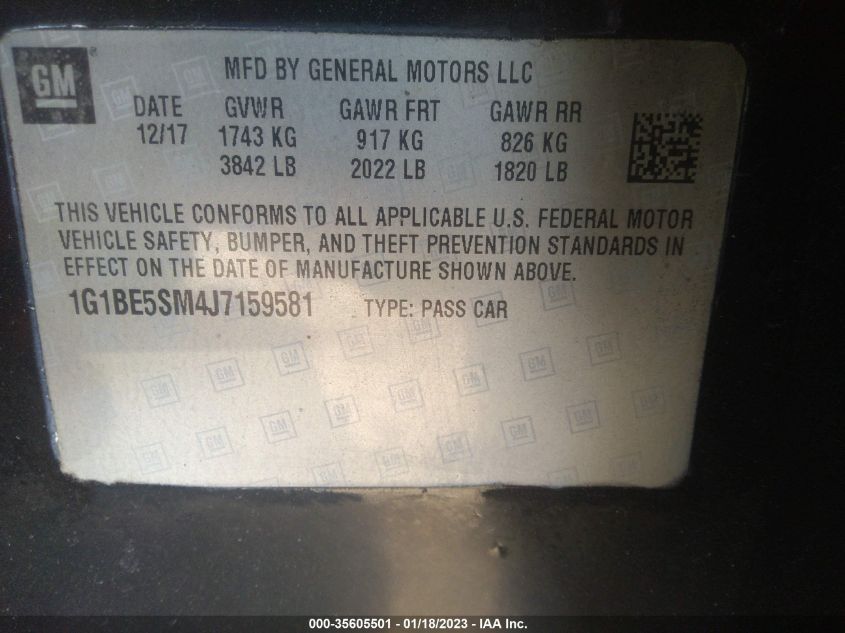 GM ® MFD BY GENERAL MOTORS LLC
DATE GVWR GAWR FRT GAWR RR
12/17 1743 KG 917 KG 826 KG
3842 LB 2022 LB 1820 LB
THIS VEHICLE CONFORMS TO ALL APPLICABLE U.S. FEDERAL MOTOR
VEHICLE SAFETY, BUMPER, AND THEFT PREVENTION STANDARDS IN
EFFECT ON THE DATE OF MANUFACTURE SHOWN ABOVE.
1G1BE5SM4J7159581 TYPE: PASS CAR
000-35605501 - 01/18/2023 - IAA Inc.